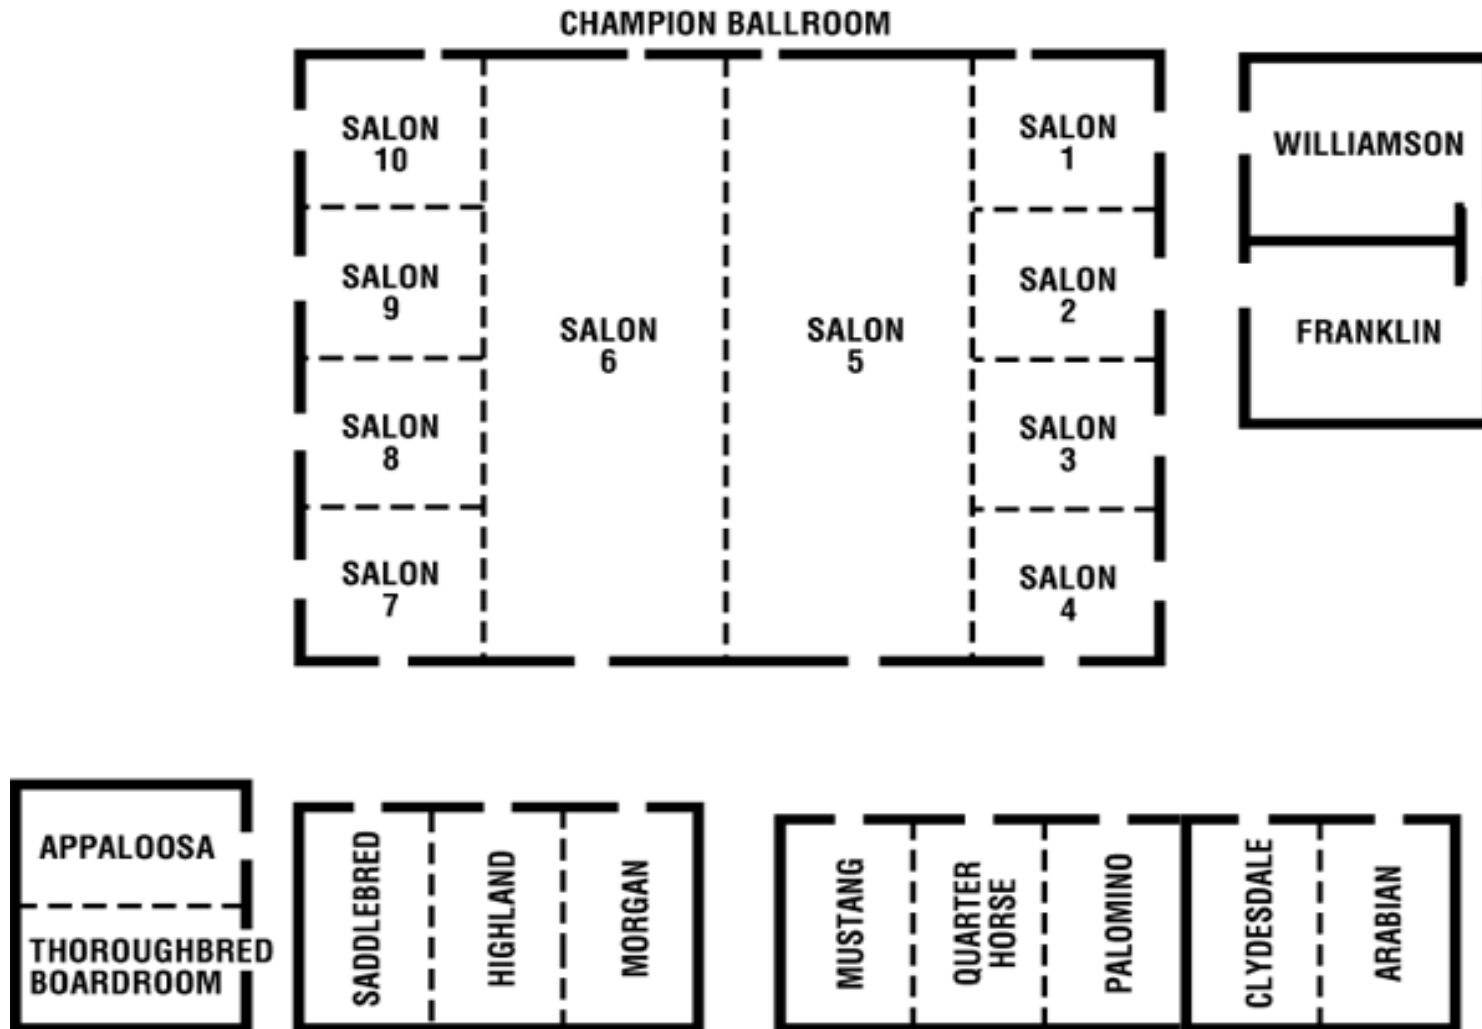 CHAMPION BALLROOM
SALON
10
SALON
9
SALON
8
SALON
7
SALON
6
SALON
5
SALON
1
SALON
2
SALON
3
SALON
4
WILLIAMSON
FRANKLIN
APPALOOSA
THOROUGHBRED
BOARDROOM
SADDLEBRED
HIGHLAND
MORGAN
MUSTANG
QUARTER
HORSE
PALOMINO
CLYDESDALE
ARABIAN